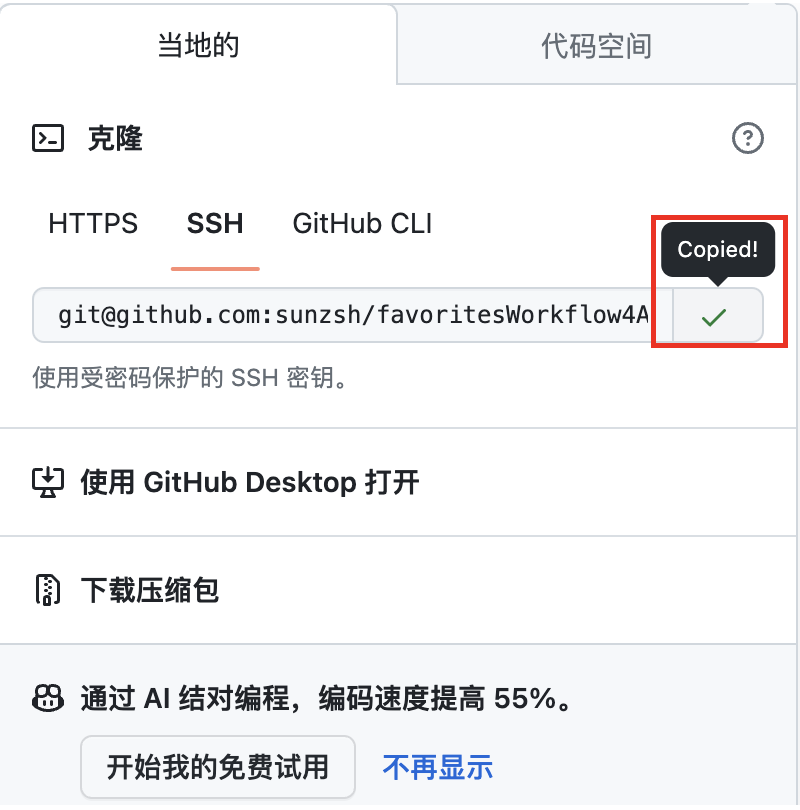 当地的
代码空间
克隆
HTTPS SSH GitHub CLI
Copied!
git@github.com:sunzsh/favoritesWorkflow4A
使用受密码保护的 SSH 密钥。
使用 GitHub Desktop 打开
下载压缩包
通过 AI 结对编程，编码速度提高 55%。
开始我的免费试用
不再显示